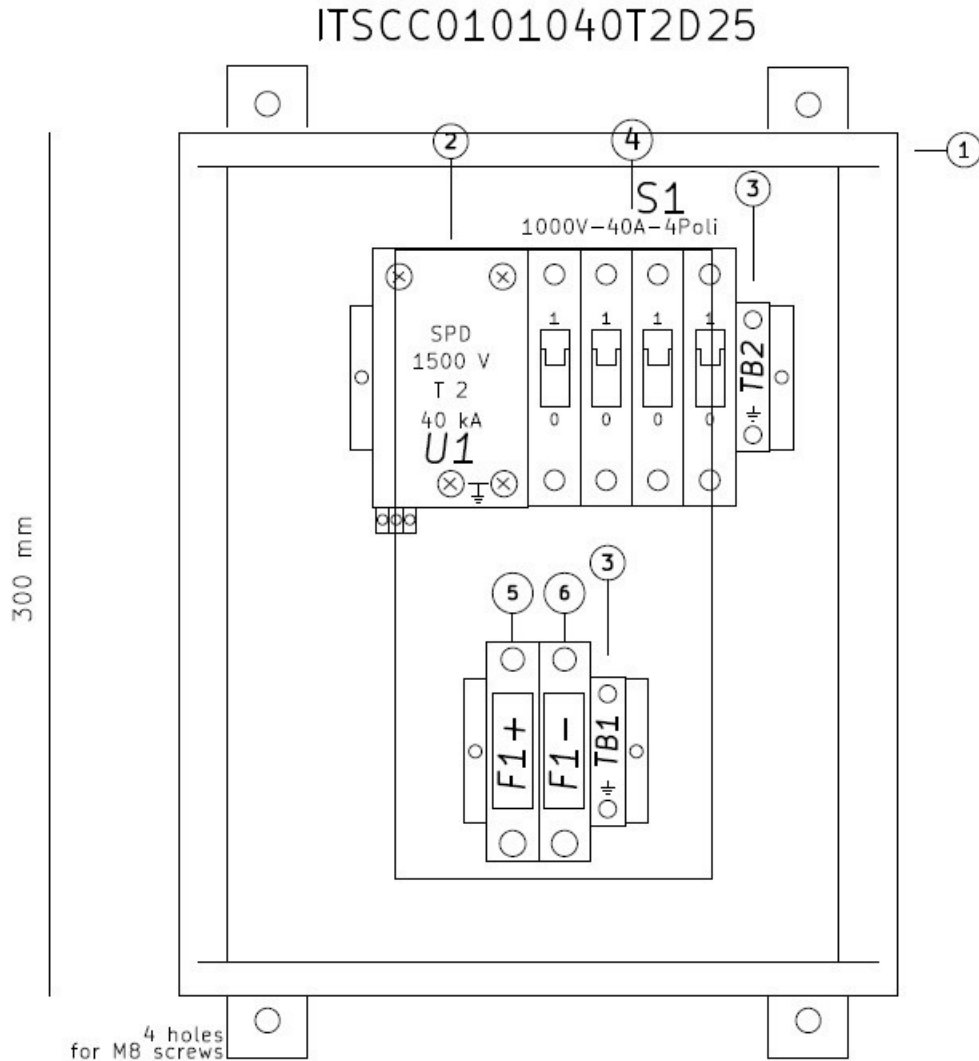 ITSCC0101040T2D25
1
2
4
3
S1
1000V-40A-4Poli
SPD
1500 V
T 2
40 kA
U1
1 1 1 1
0 0 0 0
TB2
300 mm
5
6
3
F1+
F1-
TB1
4 holes
for M8 screws